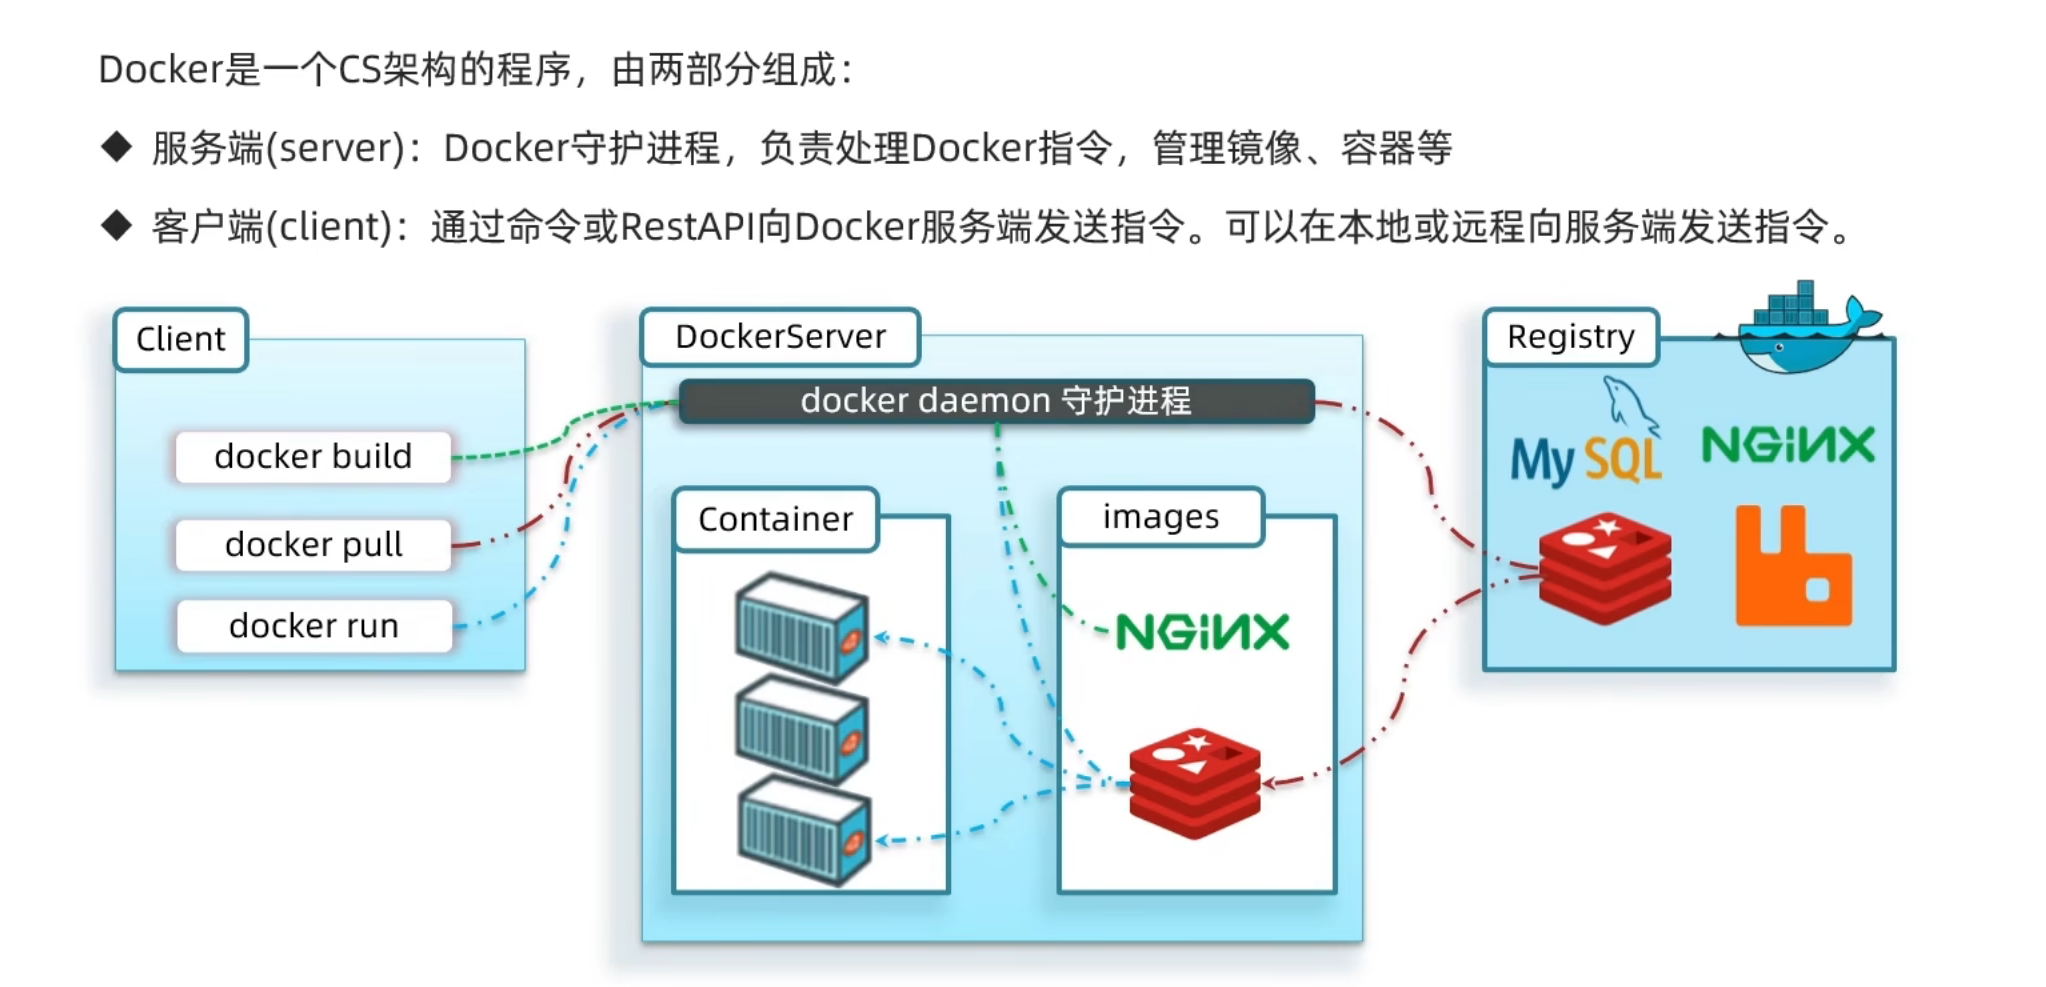 Docker是一个CS架构的程序，由两部分组成：
◆ 服务端(server)：Docker守护进程，负责处理Docker指令，管理镜像、容器等
◆ 客户端(client)：通过命令或RestAPI向Docker服务端发送指令。可以在本地或远程向服务端发送指令。
Client
docker build
docker pull
docker run
DockerServer
docker daemon 守护进程
Container
images
NGiNX
Registry
MySQL
NGiNX